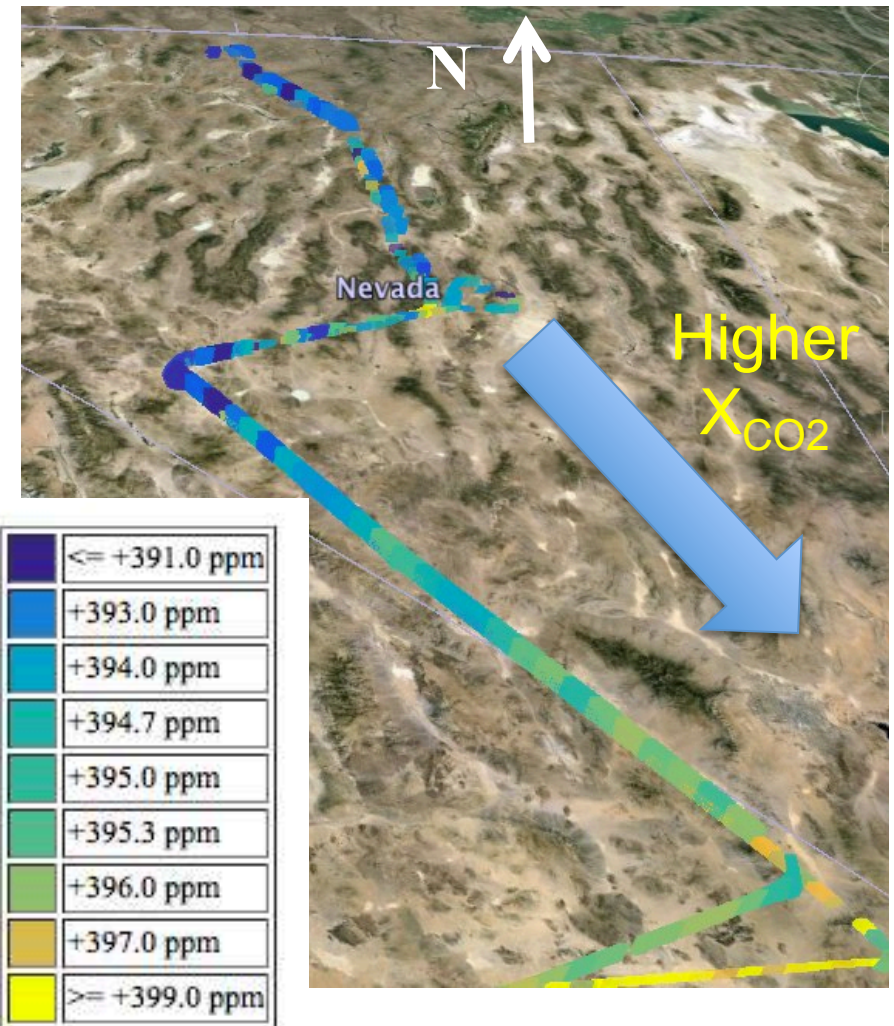 N
Nevada
Higher
XCO2
<= +391.0 ppm
+393.0 ppm
+394.0 ppm
+394.7 ppm
+395.0 ppm
+395.3 ppm
+396.0 ppm
+397.0 ppm
>= +399.0 ppm